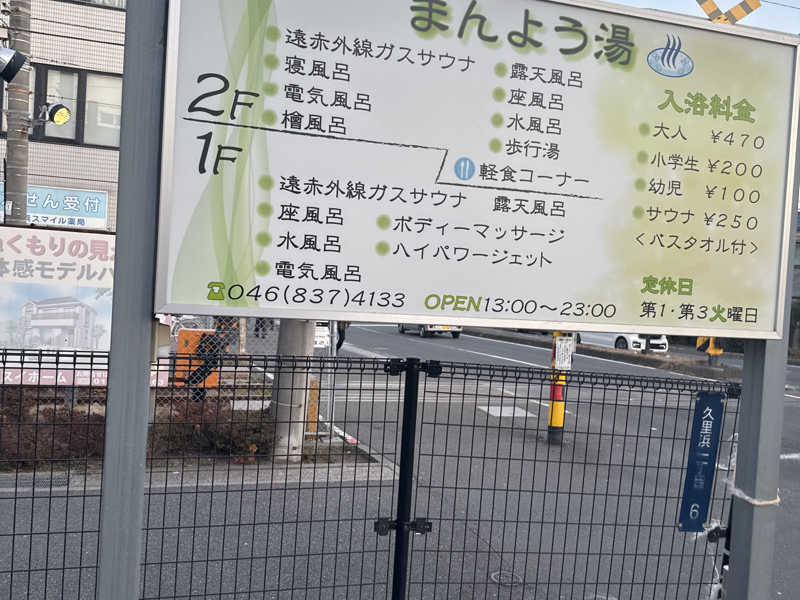 まんよう湯
2F
遠赤外線ガスサウナ
寝風呂
電気風呂
檜風呂
露天風呂
座風呂
水風呂
歩行湯
軽食コーナー
1F
遠赤外線ガスサウナ 露天風呂
座風呂
水風呂
電気風呂
ボディーマッサージ
ハイパワージェット
☎046(837)4133 OPEN13:00〜23:00
入浴料金
大人 ¥470
小学生 ¥200
幼児 ¥100
サウナ ¥250
<バスタオル付>
定休日
第1・第3火曜日
せん受付
スマイル薬局
くもりの見
体感モデルハ
久里浜一丁目
6